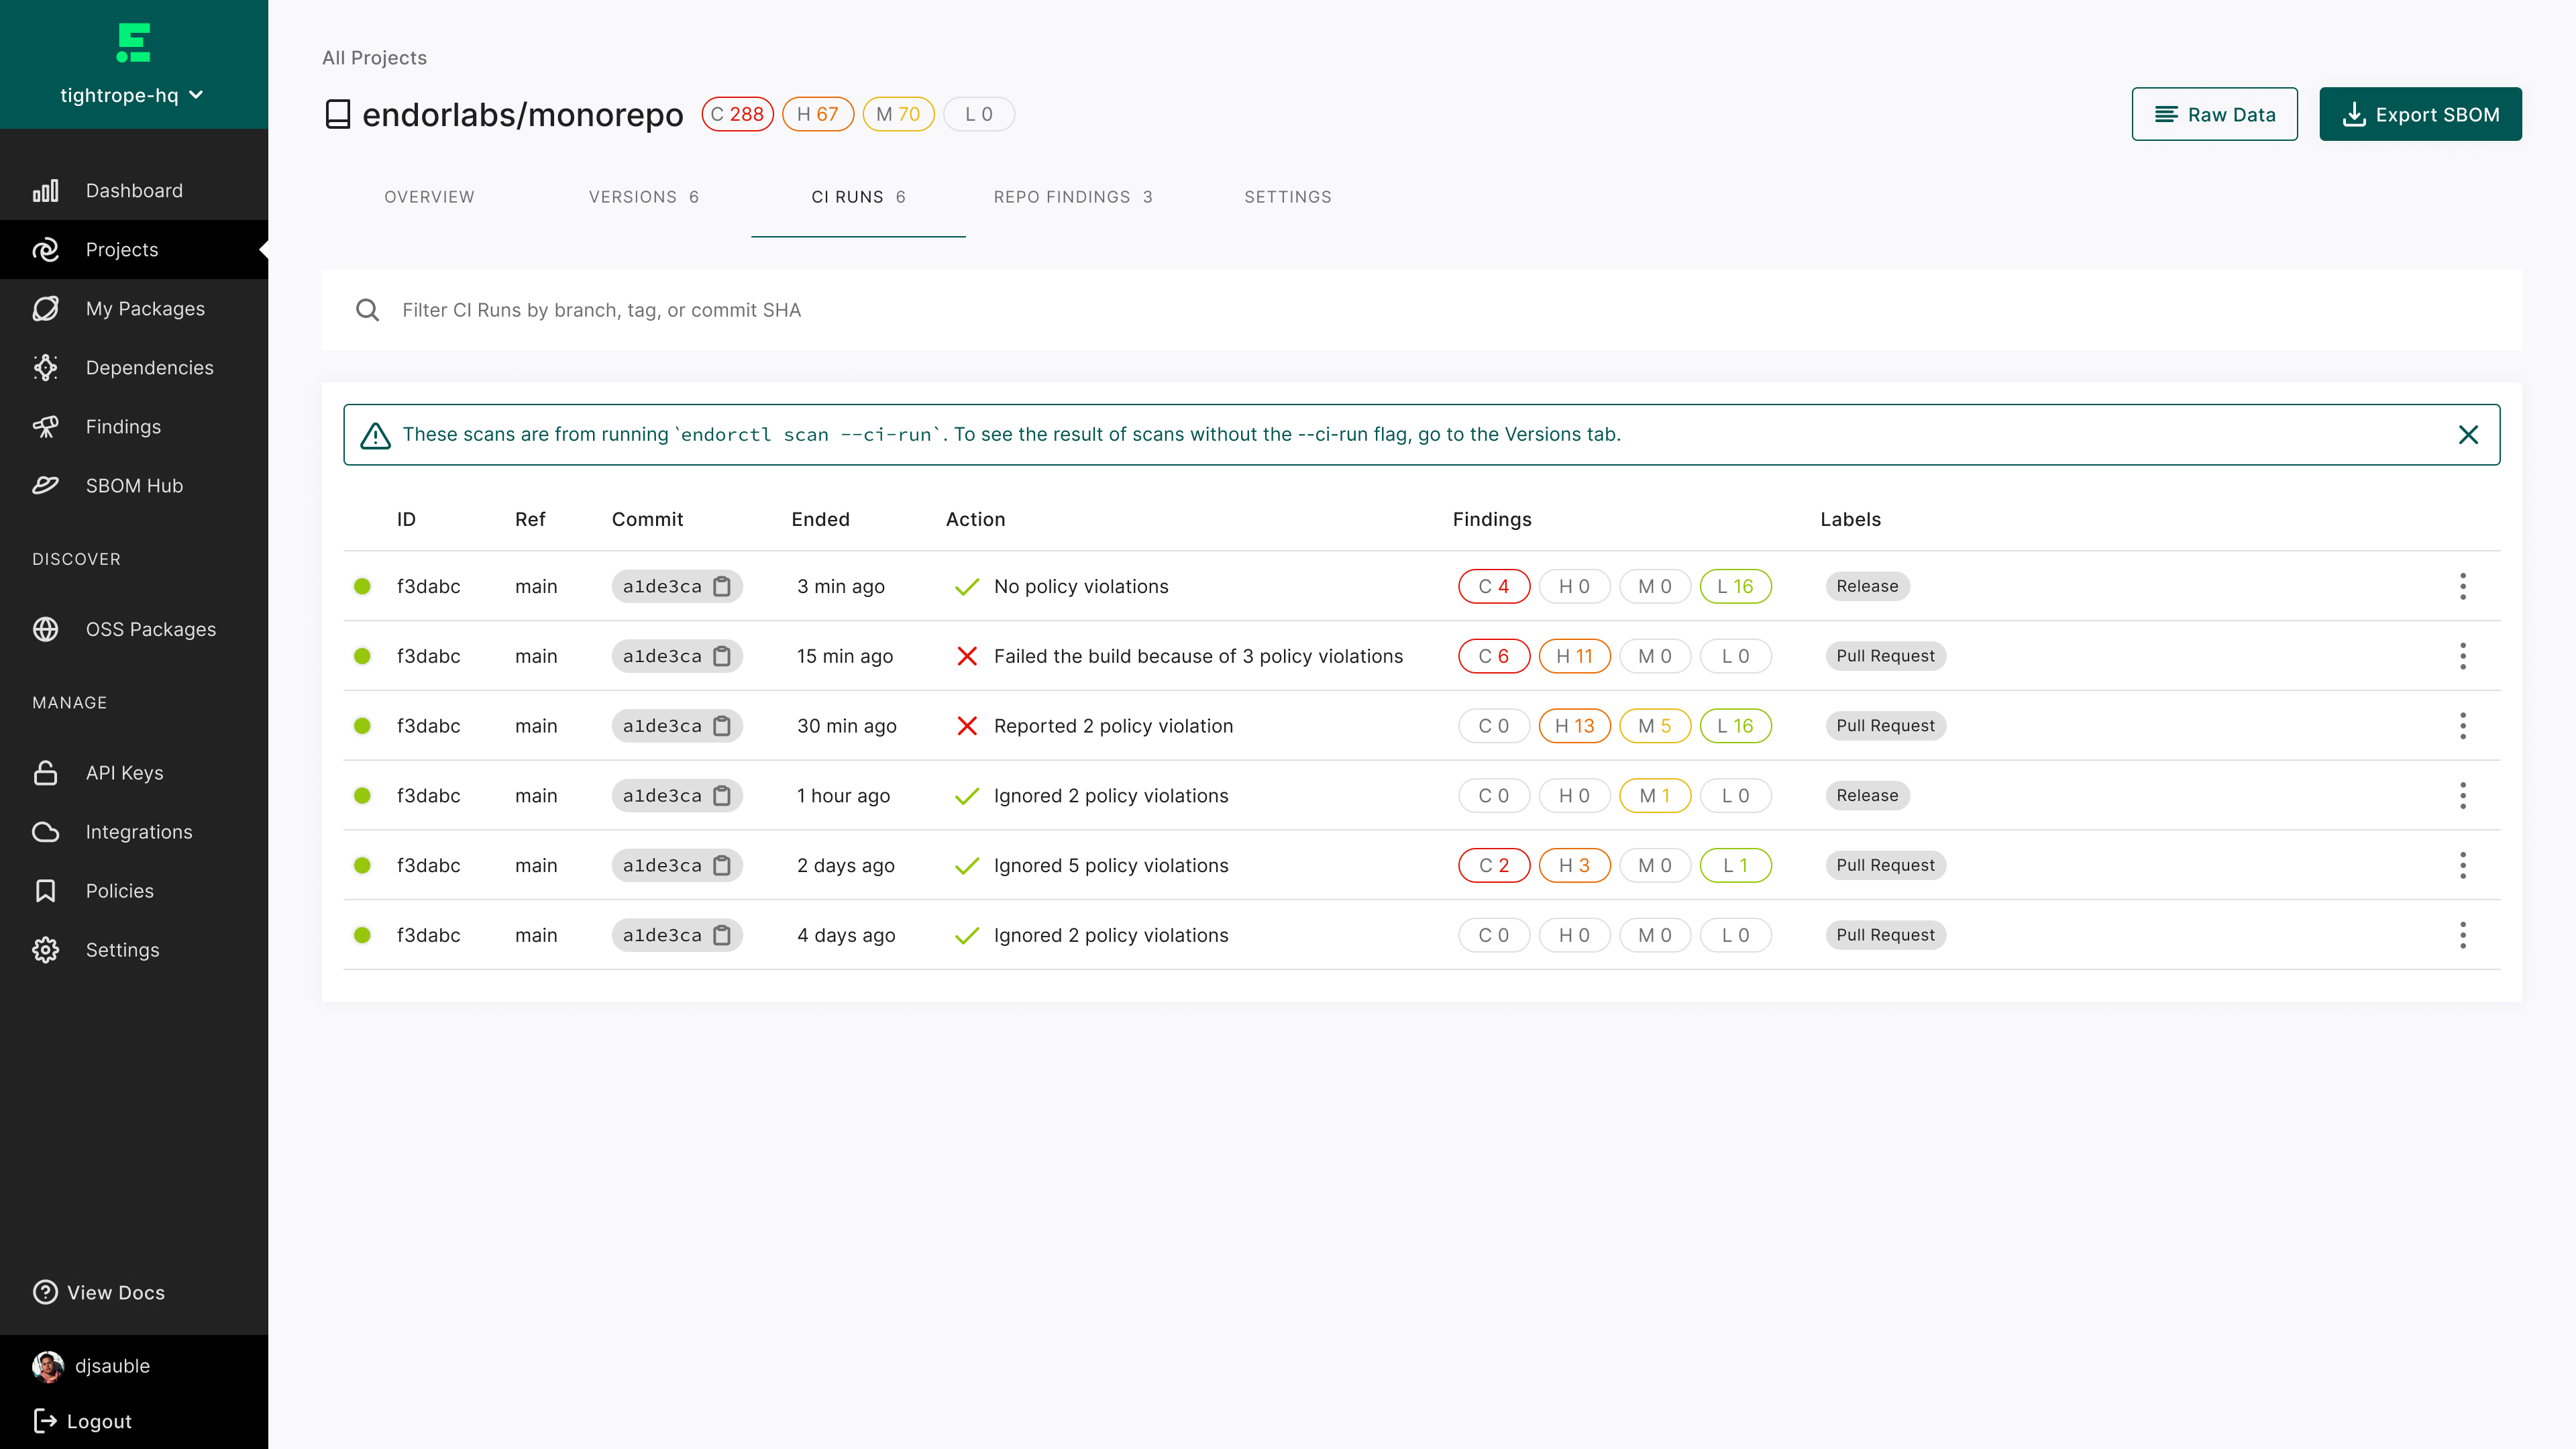 tightrope-hq
Dashboard
Projects
My Packages
Dependencies
Findings
SBOM Hub
DISCOVER
OSS Packages
MANAGE
API Keys
Integrations
Policies
Settings
View Docs
djsauble
Logout
All Projects
endorlabs/monorepo C 288 H 67 M 70 L 0
Raw Data Export SBOM
OVERVIEW VERSIONS 6 CI RUNS 6 REPO FINDINGS 3 SETTINGS
Filter CI Runs by branch, tag, or commit SHA
These scans are from running `endorctl scan --ci-run`. To see the result of scans without the --ci-run flag, go to the Versions tab.
ID Ref Commit Ended Action Findings Labels
f3dabc main a1de3ca 3 min ago No policy violations C 4 H 0 M 0 L 16 Release
f3dabc main a1de3ca 15 min ago Failed the build because of 3 policy violations C 6 H 11 M 0 L 0 Pull Request
f3dabc main a1de3ca 30 min ago Reported 2 policy violation C 0 H 13 M 5 L 16 Pull Request
f3dabc main a1de3ca 1 hour ago Ignored 2 policy violations C 0 H 0 M 1 L 0 Release
f3dabc main a1de3ca 2 days ago Ignored 5 policy violations C 2 H 3 M 0 L 1 Pull Request
f3dabc main a1de3ca 4 days ago Ignored 2 policy violations C 0 H 0 M 0 L 0 Pull Request